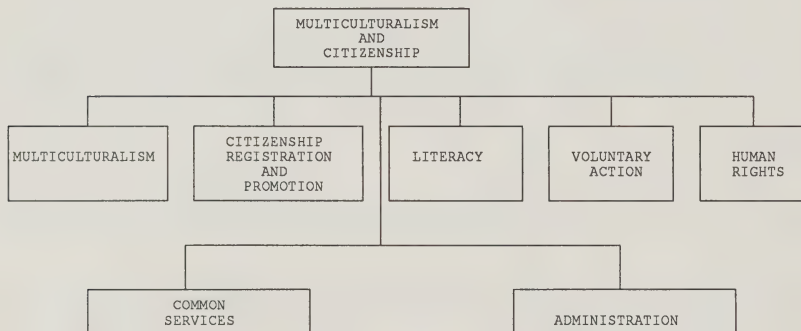 MULTICULTURALISM
AND
CITIZENSHIP
MULTICULTURALISM
CITIZENSHIP
REGISTRATION
AND
PROMOTION
LITERACY
VOLUNTARY
ACTION
HUMAN
RIGHTS
COMMON
SERVICES
ADMINISTRATION